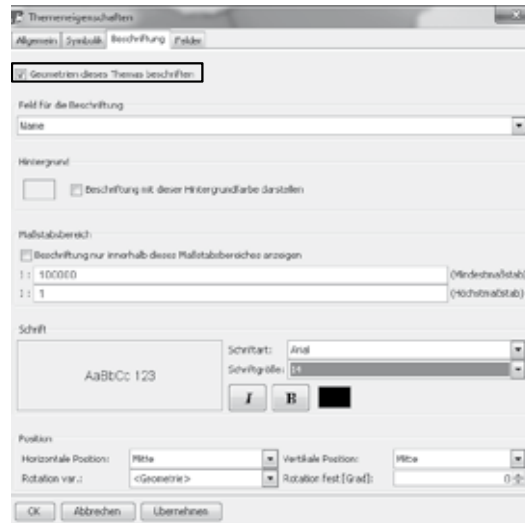 Themeneigenschaften
Allgemein Symbolik Beschriftung Felder
Geometrien dieses Themas beschriften
Feld für die Beschriftung
Name
Hintergrund
Beschriftung mit dieser Hintergrundfarbe darstellen
Maßstabsbereich
Beschriftung nur innerhalb dieses Maßstabsbereiches anzeigen
1 : 100000 (Mindestmaßstab)
1 : 1 (Höchstmaßstab)
Schrift
Schriftart: Arial
AaBbCc 123
Schriftgröße: 14
I B
Position
Horizontale Position: Mitte Vertikale Position: Mitte
Rotation var.: <Geometrie> Rotation fest [Grad]: 0
OK Abbrechen Übernehmen